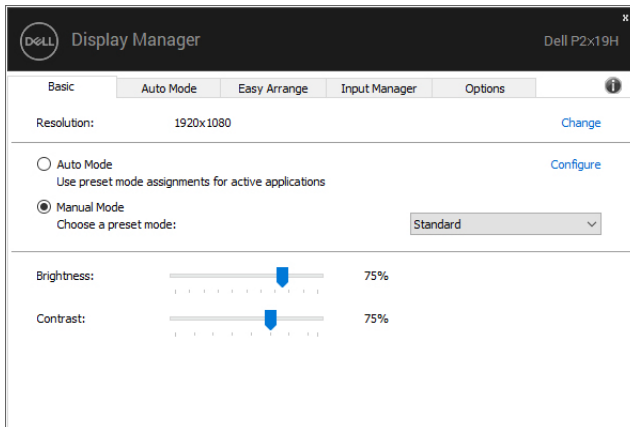 x
DELL Display Manager Dell P2x19H
Basic Auto Mode Easy Arrange Input Manager Options i
Resolution: 1920x1080 Change
Auto Mode Configure
Use preset mode assignments for active applications
Manual Mode
Choose a preset mode: Standard
Brightness: 75%
Contrast: 75%